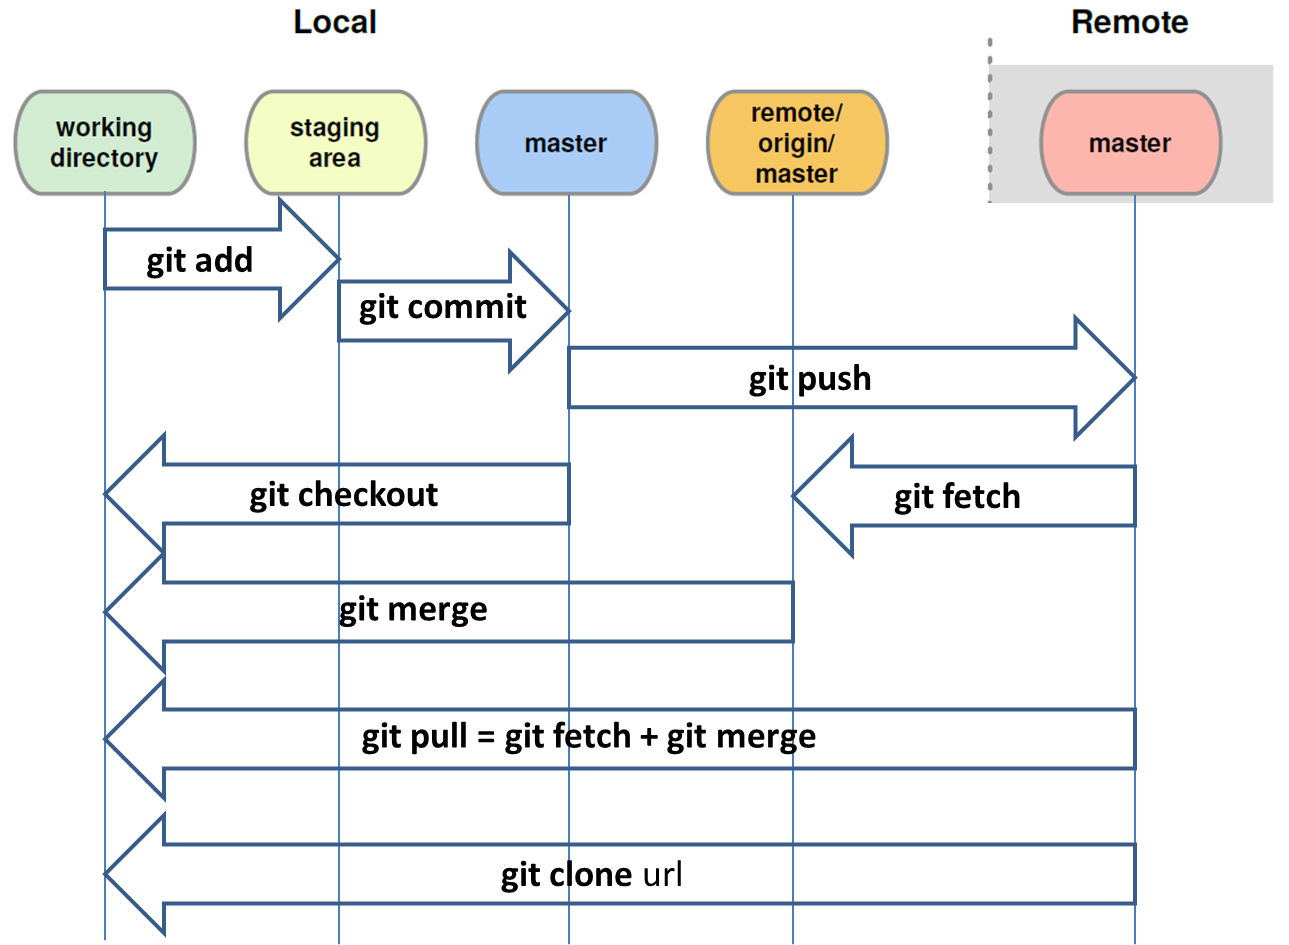 Local
Remote
working
directory
staging
area
master
remote/
origin/
master
master
git add
git commit
git push
git checkout
git fetch
git merge
git pull = git fetch + git merge
git clone url